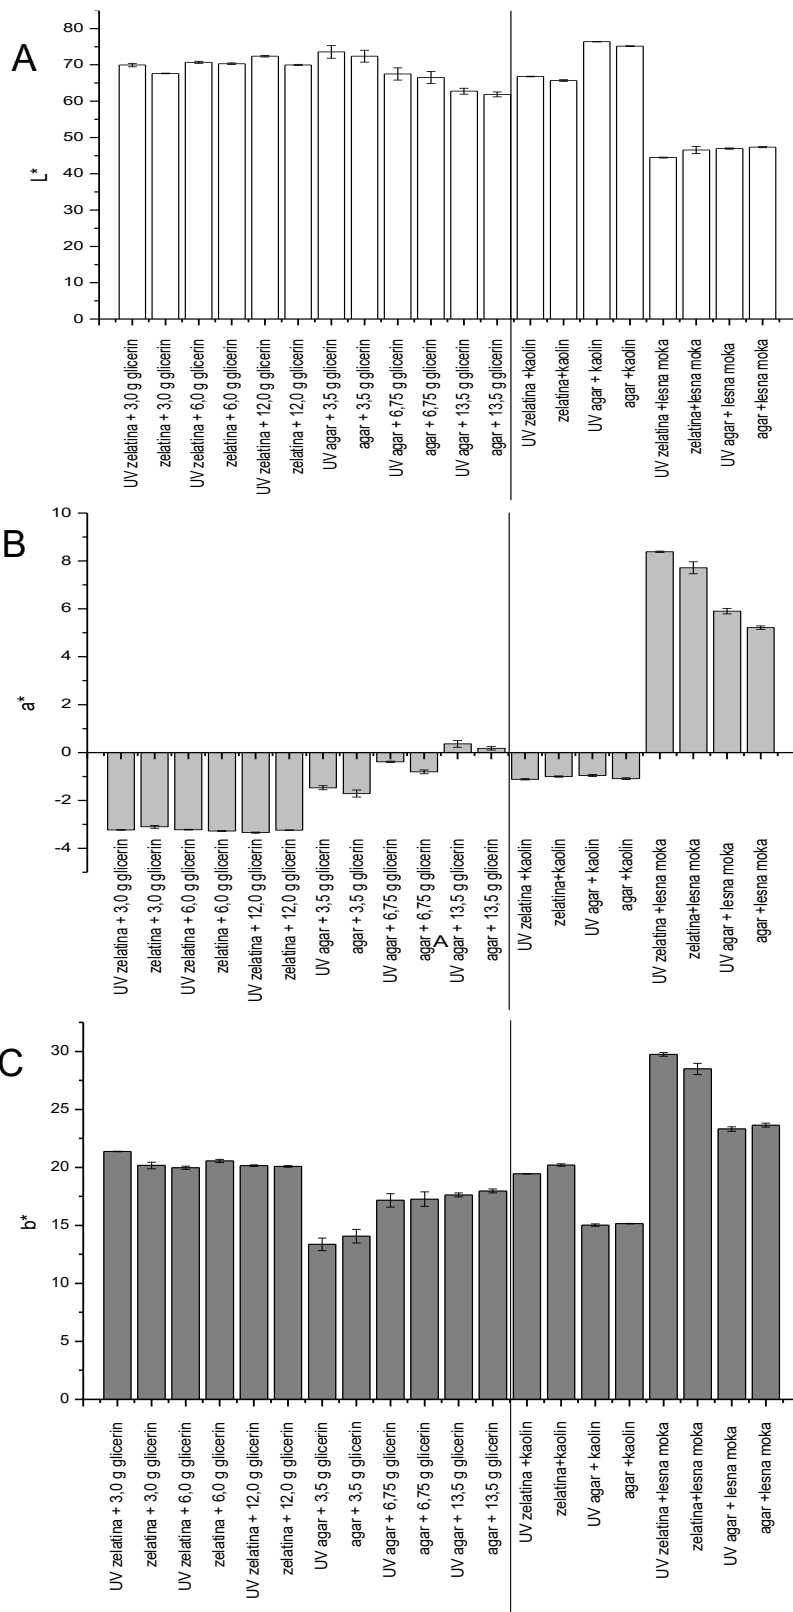 A
L*
80
70
60
50
40
30
20
10
0
UV zelatina + 3,0 g glicerin
zelatina + 3,0 g glicerin
UV zelatina + 6,0 g glicerin
zelatina + 6,0 g glicerin
UV zelatina + 12,0 g glicerin
zelatina + 12,0 g glicerin
UV agar + 3,5 g glicerin
agar + 3,5 g glicerin
UV agar + 6,75 g glicerin
agar + 6,75 g glicerin
UV agar + 13,5 g glicerin
agar + 13,5 g glicerin
UV zelatina +kaolin
zelatina+kaolin
UV agar + kaolin
agar +kaolin
UV zelatina +lesna moka
zelatina+lesna moka
UV agar + lesna moka
agar +lesna moka
B
a*
10
8
6
4
2
0
-2
-4
UV zelatina + 3,0 g glicerin
zelatina + 3,0 g glicerin
UV zelatina + 6,0 g glicerin
zelatina + 6,0 g glicerin
UV zelatina + 12,0 g glicerin
zelatina + 12,0 g glicerin
UV agar + 3,5 g glicerin
agar + 3,5 g glicerin
UV agar + 6,75 g glicerin
agar + 6,75 g glicerin
A
UV agar + 13,5 g glicerin
agar + 13,5 g glicerin
UV zelatina +kaolin
zelatina+kaolin
UV agar + kaolin
agar +kaolin
UV zelatina +lesna moka
zelatina+lesna moka
UV agar + lesna moka
agar +lesna moka
C
b*
30
25
20
15
10
5
0
UV zelatina + 3,0 g glicerin
zelatina + 3,0 g glicerin
UV zelatina + 6,0 g glicerin
zelatina + 6,0 g glicerin
UV zelatina + 12,0 g glicerin
zelatina + 12,0 g glicerin
UV agar + 3,5 g glicerin
agar + 3,5 g glicerin
UV agar + 6,75 g glicerin
agar + 6,75 g glicerin
UV agar + 13,5 g glicerin
agar + 13,5 g glicerin
UV zelatina +kaolin
zelatina+kaolin
UV agar + kaolin
agar +kaolin
UV zelatina +lesna moka
zelatina+lesna moka
UV agar + lesna moka
agar +lesna moka